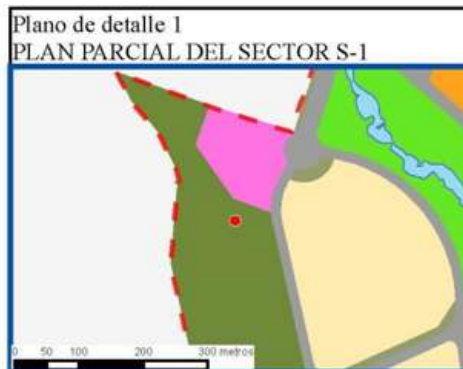 Plano de detalle 1
PLAN PARCIAL DEL SECTOR S-1
0 50 100 200 300 metros